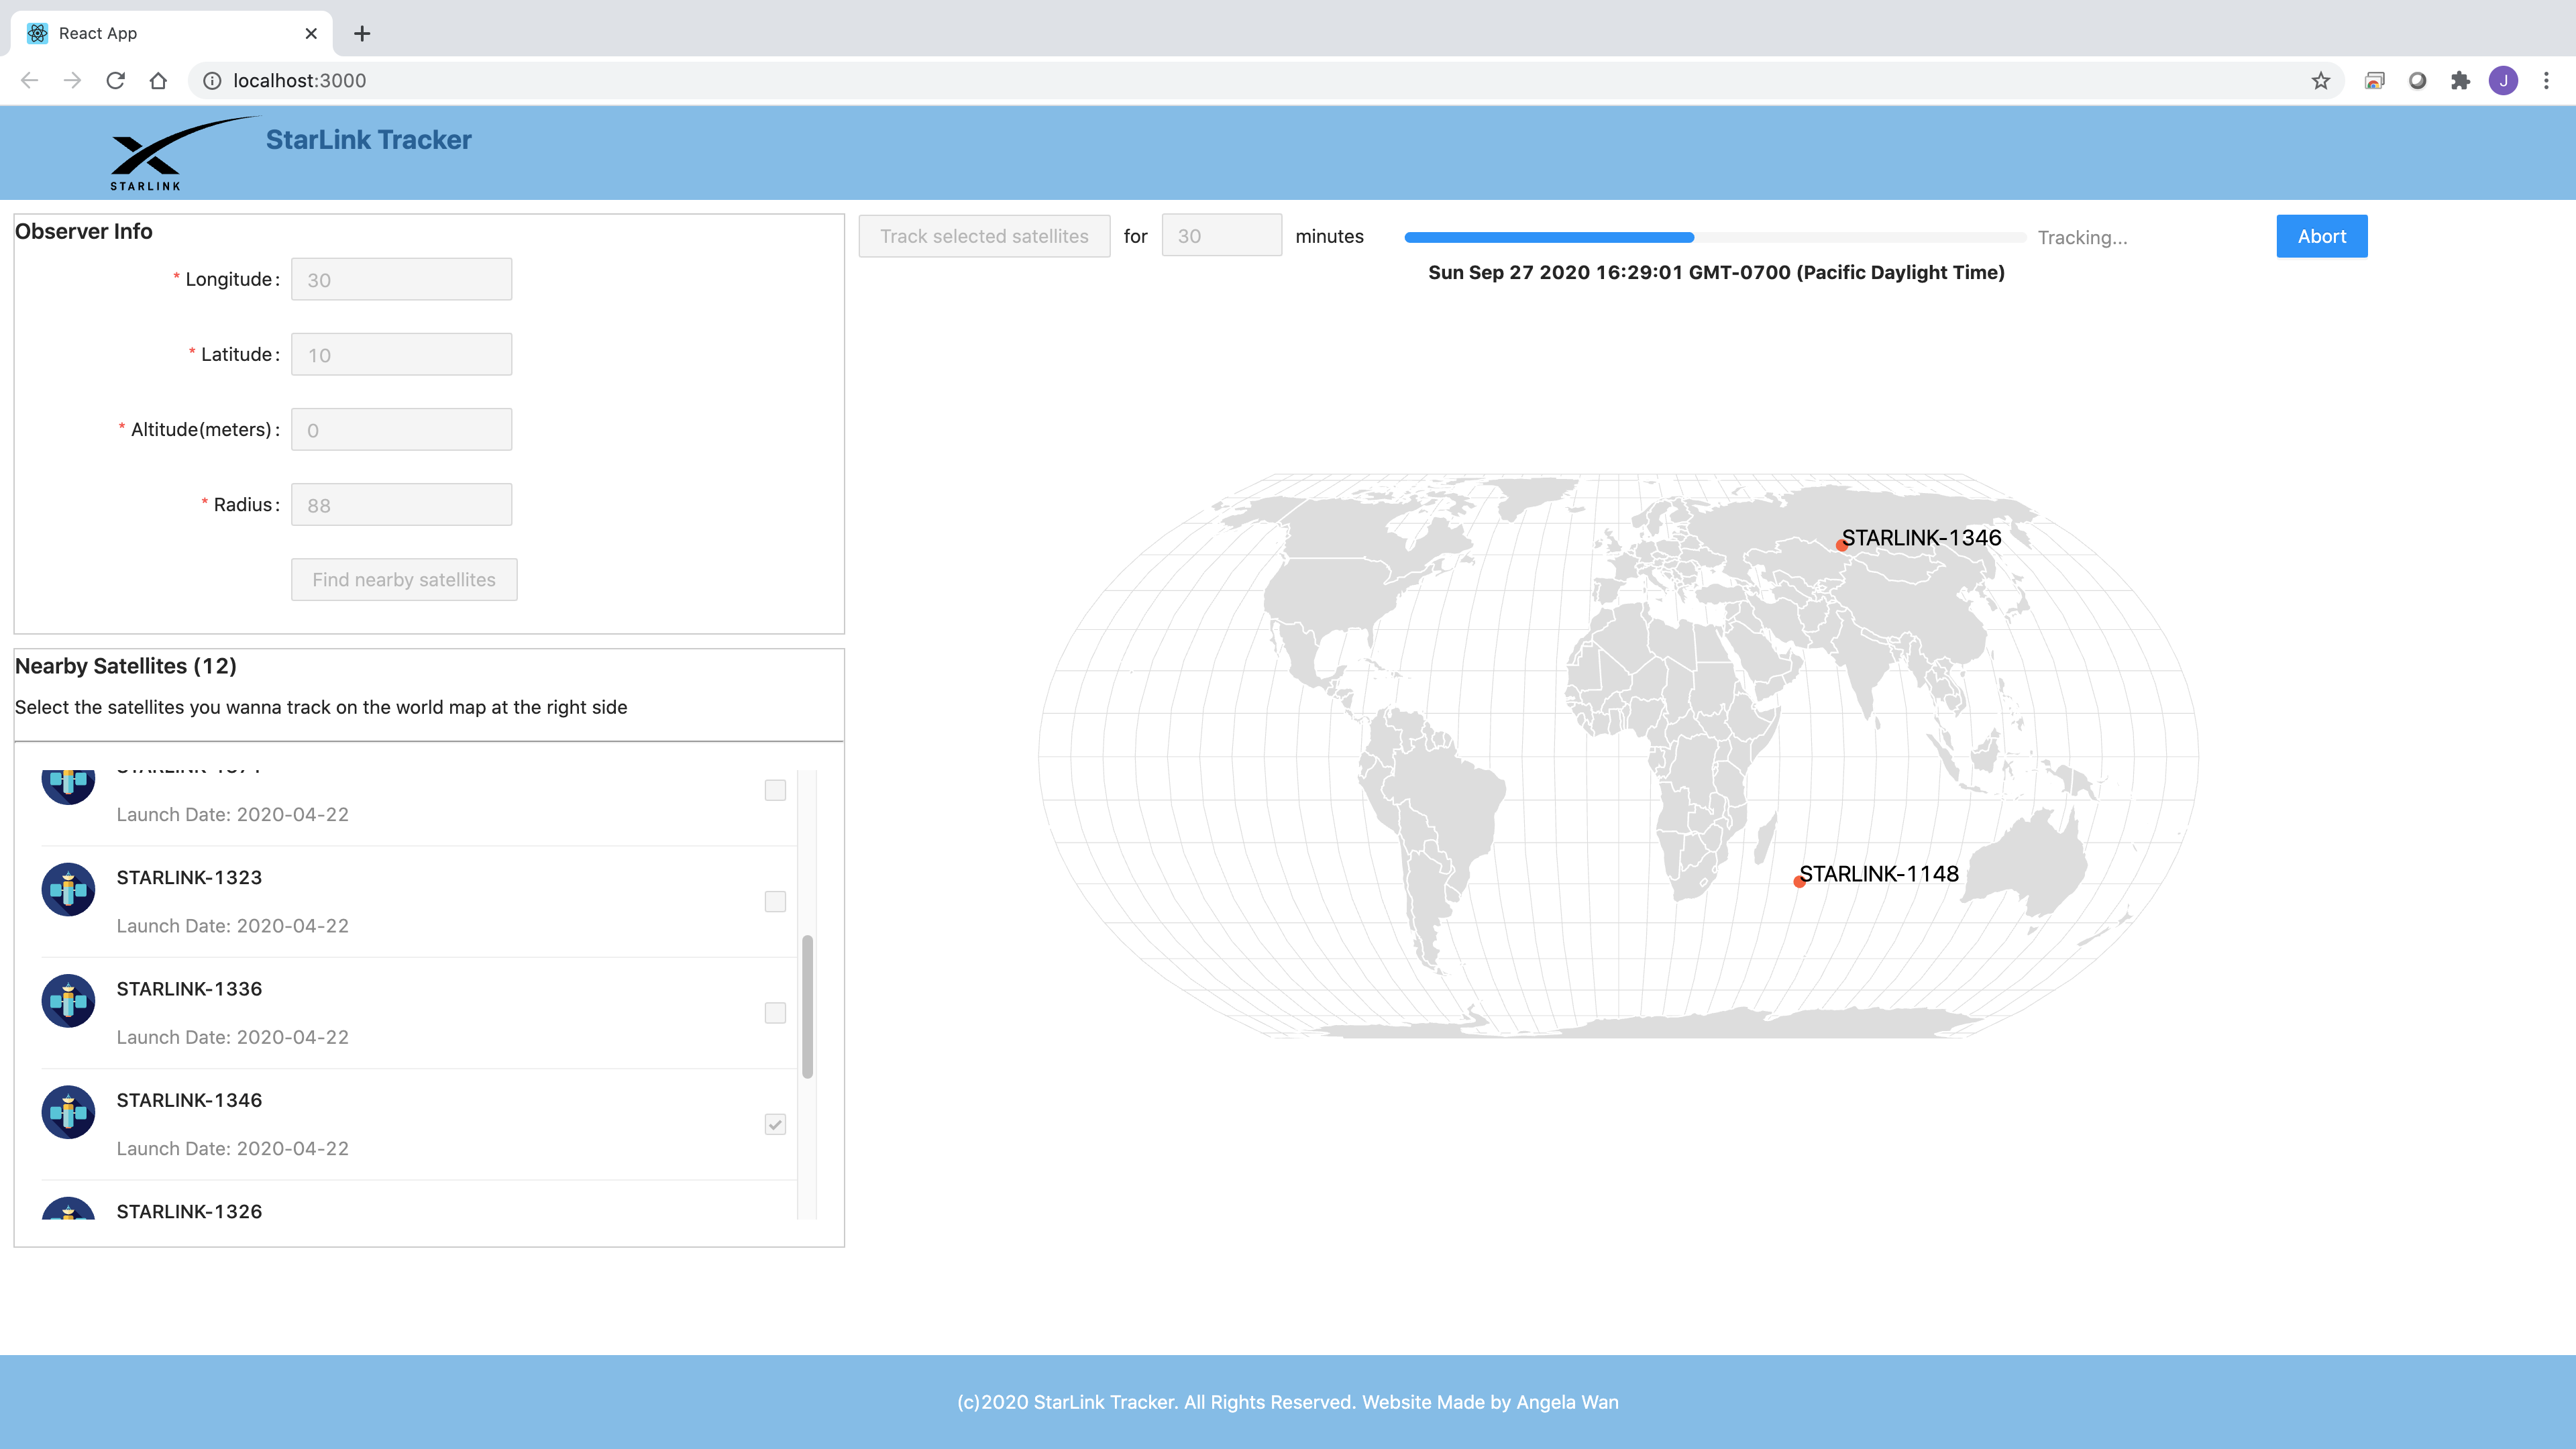 React App
localhost:3000
J
STARLINK
StarLink Tracker
Observer Info
* Longitude: 30
* Latitude: 10
* Altitude(meters): 0
* Radius: 88
Find nearby satellites
Nearby Satellites (12)
Select the satellites you wanna track on the world map at the right side
Launch Date: 2020-04-22
STARLINK-1323
Launch Date: 2020-04-22
STARLINK-1336
Launch Date: 2020-04-22
STARLINK-1346
Launch Date: 2020-04-22
STARLINK-1326
Track selected satellites for 30 minutes Tracking... Abort
Sun Sep 27 2020 16:29:01 GMT-0700 (Pacific Daylight Time)
STARLINK-1346
STARLINK-1148
(c)2020 StarLink Tracker. All Rights Reserved. Website Made by Angela Wan